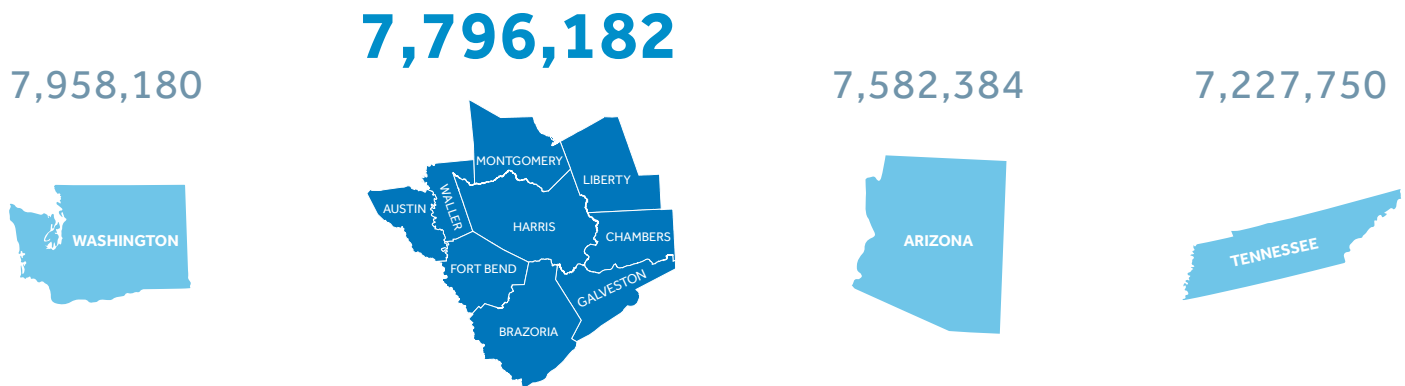 7,796,182
7,958,180
7,582,384
7,227,750
MONTGOMERY
LIBERTY
WALLER
AUSTIN
HARRIS
CHAMBERS
FORT BEND
GALVESTON
BRAZORIA
WASHINGTON
ARIZONA
TENNESSEE